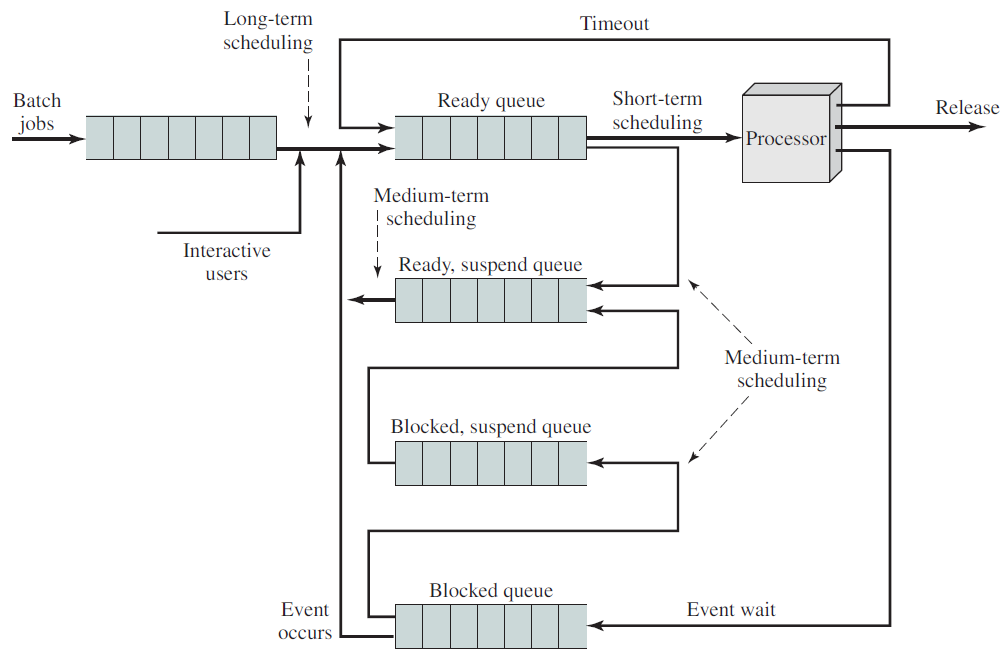 Long-term
scheduling
Timeout
Batch
jobs
Ready queue
Short-term
scheduling
Processor
Release
Medium-term
scheduling
Interactive
users
Ready, suspend queue
Medium-term
scheduling
Blocked, suspend queue
Blocked queue
Event
occurs
Event wait